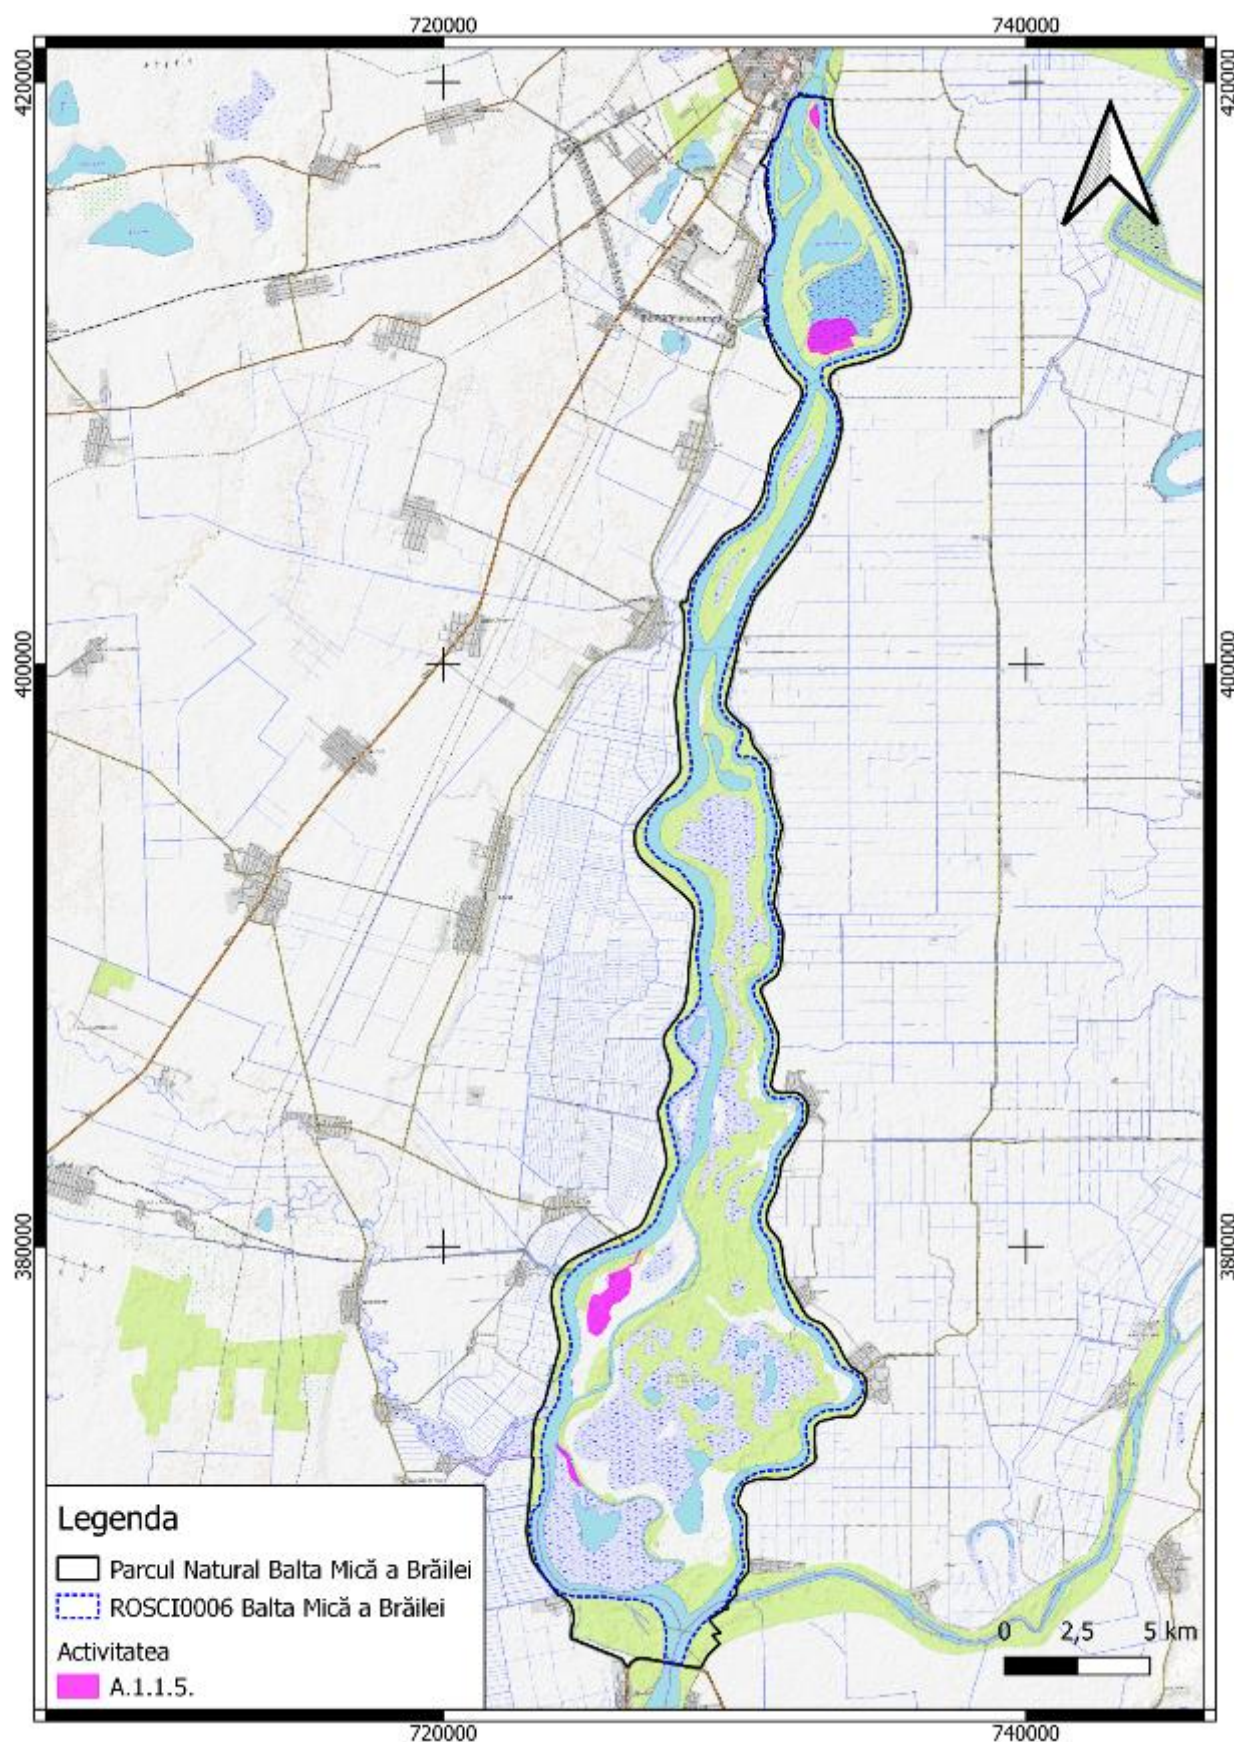 720000
740000
420000
420000
400000
400000
380000
380000
Legenda
Parcul Natural Balta Mică a Brăilei
ROSCI0006 Balta Mică a Brăilei
Activitatea
A.1.1.5.
0 2,5 5 km
720000
740000